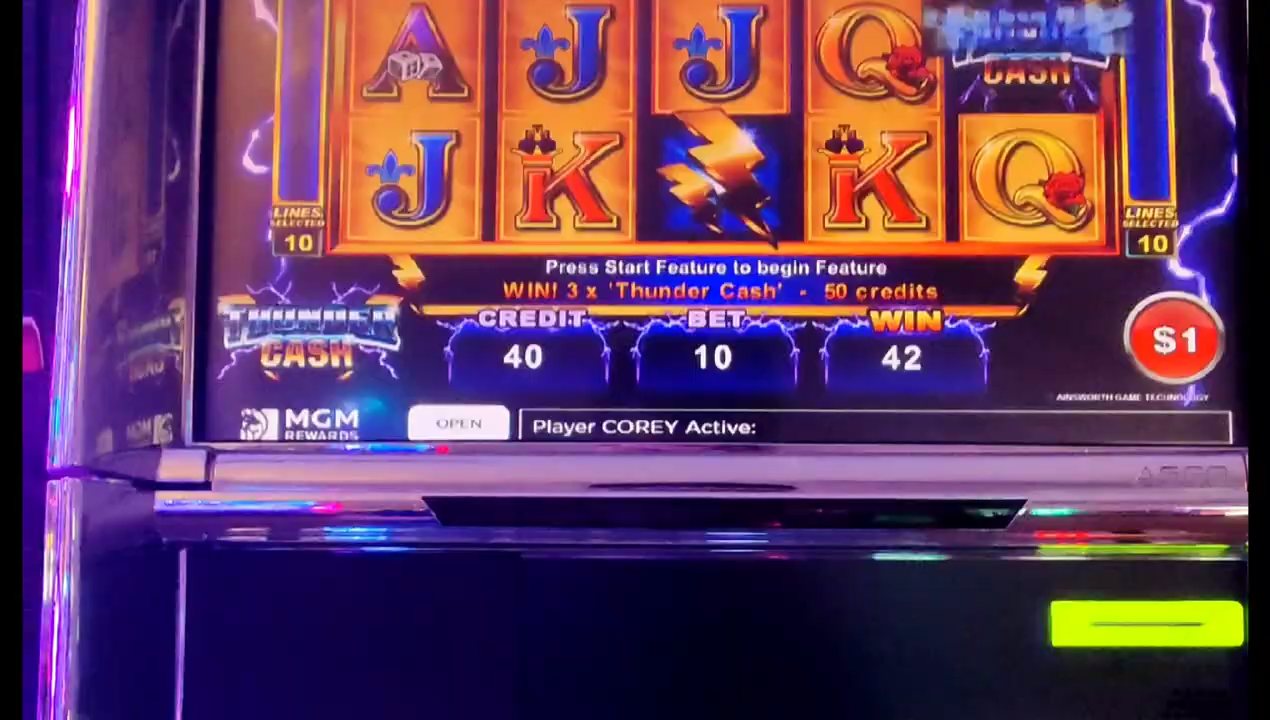 A J J Q
CASH
J K K Q
LINES
SELECTED
10
LINES
SELECTED
10
Press Start Feature to begin Feature
WIN! 3 x 'Thunder Cash' - 50 credits
THUNDER
CASH
CREDIT
40
BET
10
WIN
42
$1
AINSWORTH GAME TECHNOLOGY
MGM
REWARDS
OPEN
Player COREY Active: